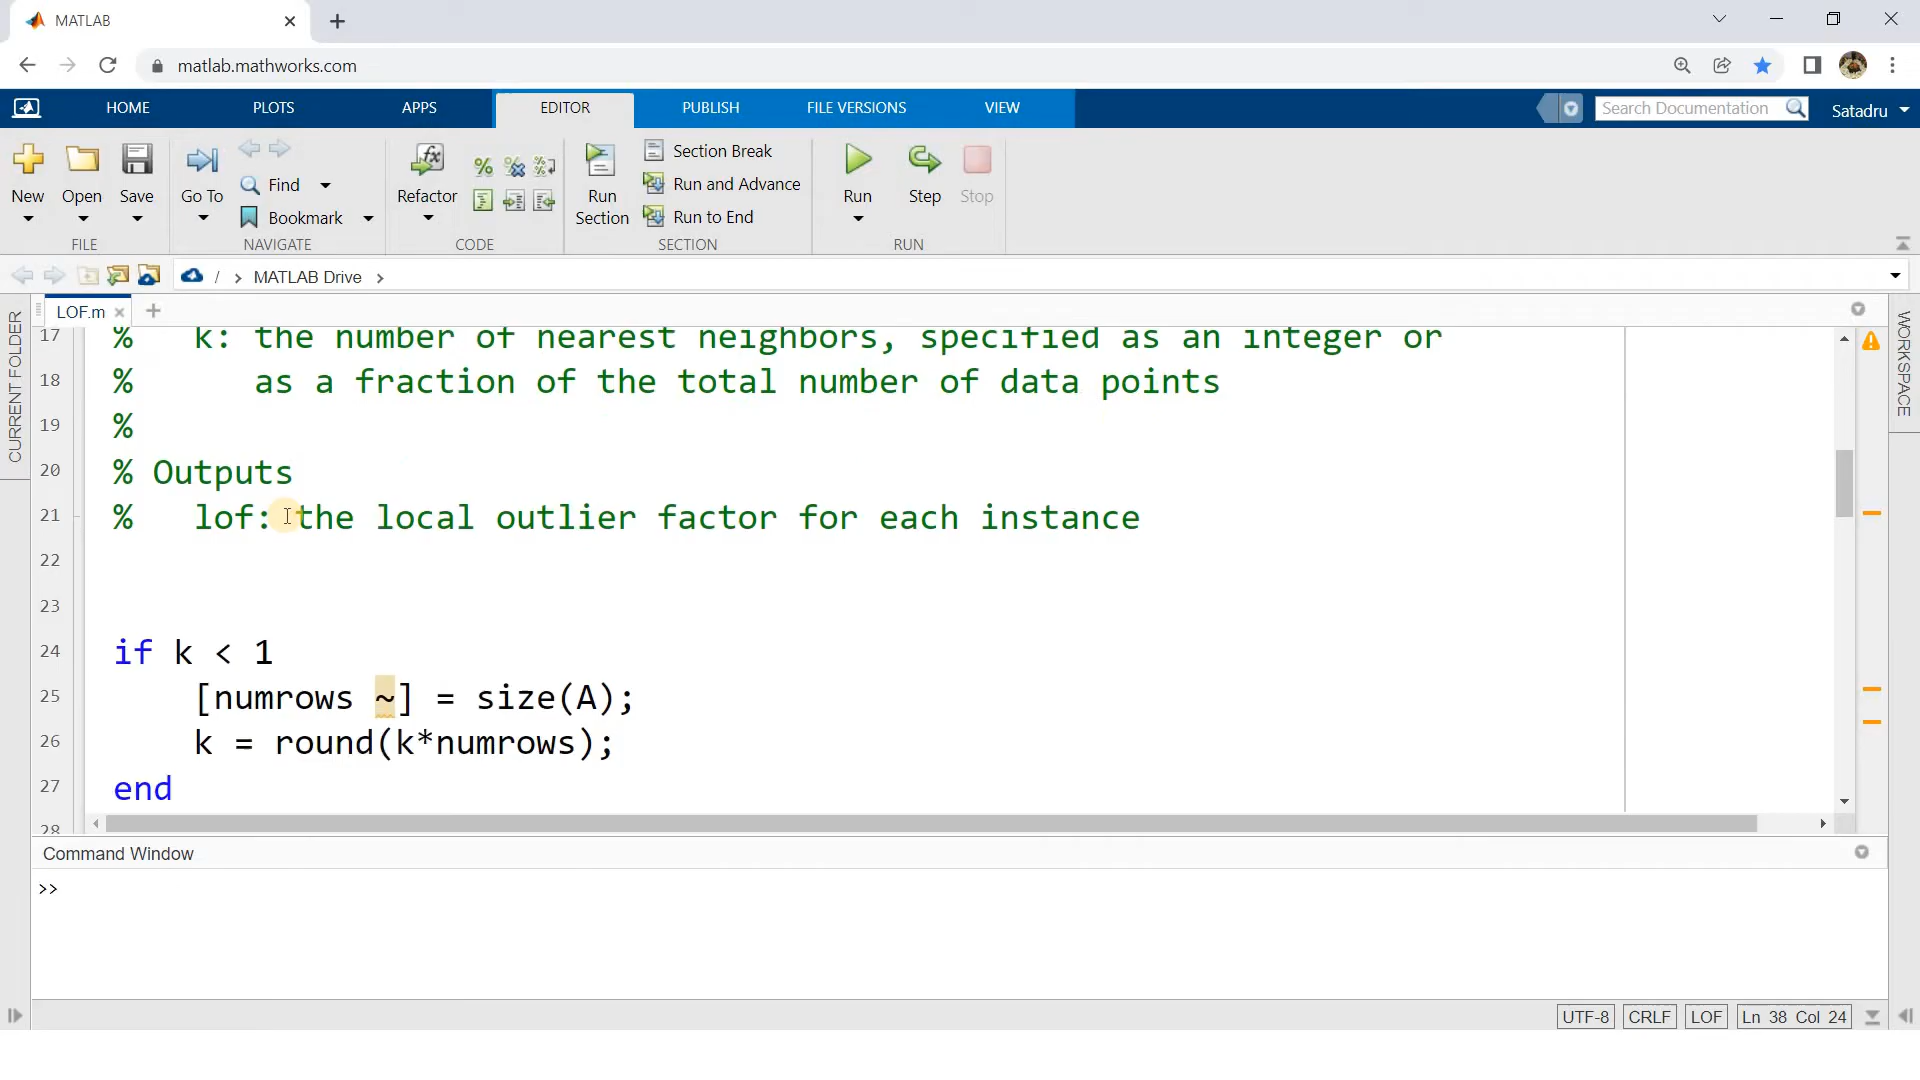 MATLAB
matlab.mathworks.com
HOME
PLOTS
APPS
EDITOR
PUBLISH
FILE VERSIONS
VIEW
Search Documentation
Satadru
New
Open
Save
FILE
Go To
Find
Bookmark
NAVIGATE
Refactor
CODE
Run
Section
Section Break
Run and Advance
Run to End
SECTION
Run
Step
Stop
RUN
/ > MATLAB Drive >
CURRENT FOLDER
WORKSPACE
LOF.m
17 % k: the number of nearest neighbors, specified as an integer or
18 % as a fraction of the total number of data points
19 %
20 % Outputs
21 % lof: the local outlier factor for each instance
22
23
24 if k < 1
25 [numrows ~] = size(A);
26 k = round(k*numrows);
27 end
28
Command Window
>>
UTF-8
CRLF
LOF
Ln 38 Col 24